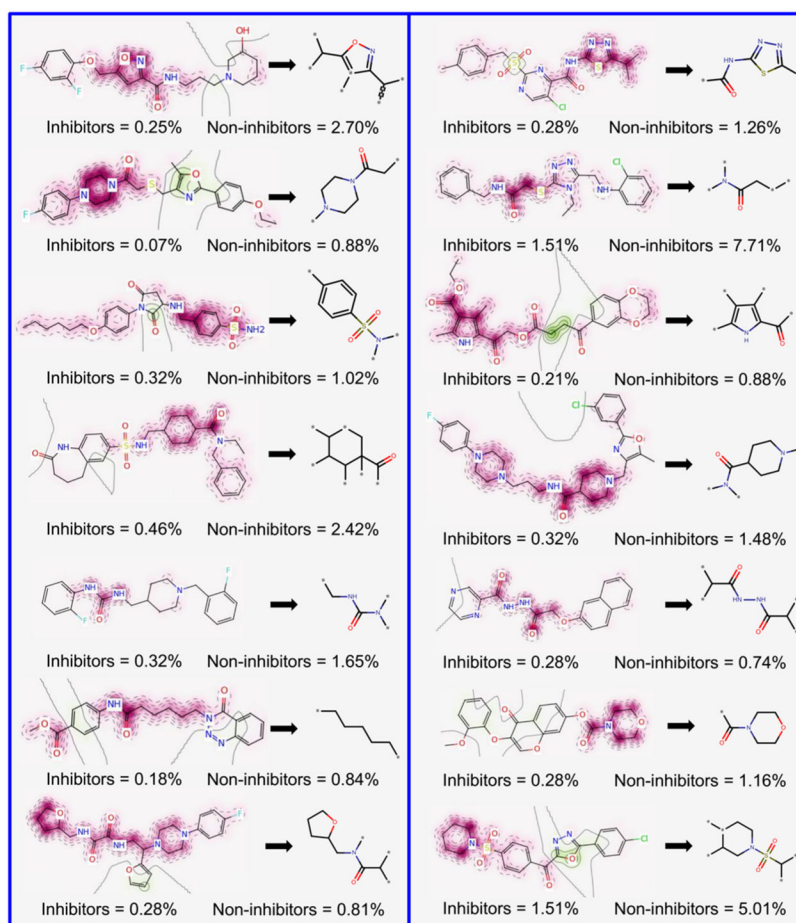 Inhibitors = 0.25% Non-inhibitors = 2.70%
Inhibitors = 0.07% Non-inhibitors = 0.88%
Inhibitors = 0.32% Non-inhibitors = 1.02%
Inhibitors = 0.46% Non-inhibitors = 2.42%
Inhibitors = 0.32% Non-inhibitors = 1.65%
Inhibitors = 0.18% Non-inhibitors = 0.84%
Inhibitors = 0.28% Non-inhibitors = 0.81%
Inhibitors = 0.28% Non-inhibitors = 1.26%
Inhibitors = 1.51% Non-inhibitors = 7.71%
Inhibitors = 0.21% Non-inhibitors = 0.88%
Inhibitors = 0.32% Non-inhibitors = 1.48%
Inhibitors = 0.28% Non-inhibitors = 0.74%
Inhibitors = 0.28% Non-inhibitors = 1.16%
Inhibitors = 1.51% Non-inhibitors = 5.01%